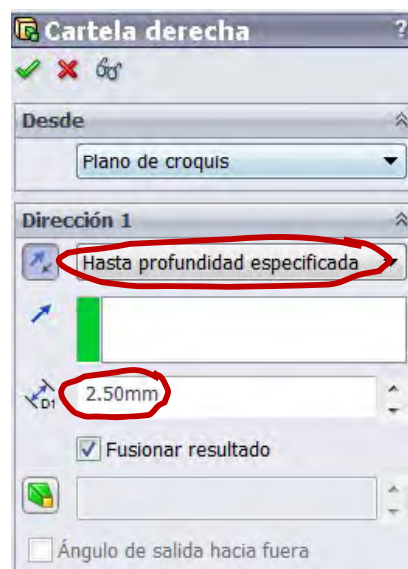 Cartela derecha ?
Desde
Plano de croquis
Dirección 1
Hasta profundidad especificada
D1 2.50mm
Fusionar resultado
Ángulo de salida hacia fuera